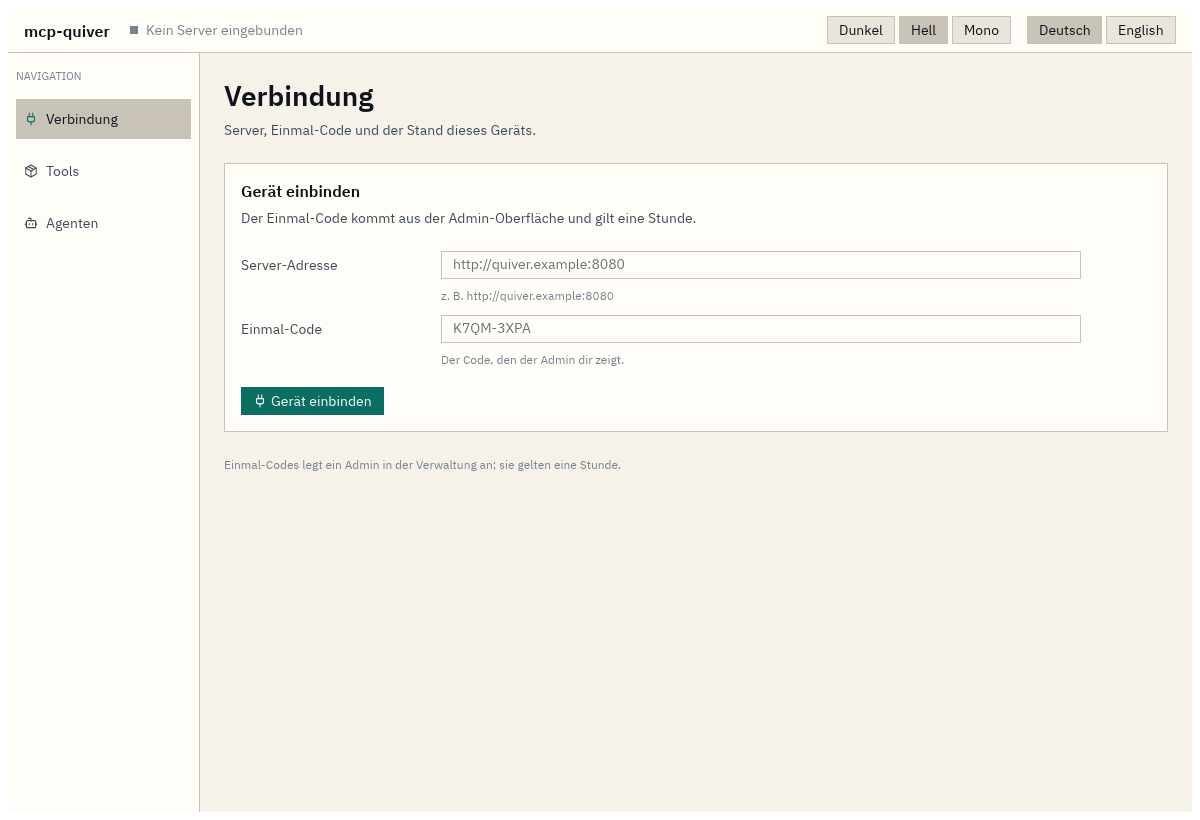 mcp-quiver
Kein Server eingebunden
Dunkel
Hell
Mono
Deutsch
English
NAVIGATION
Verbindung
Tools
Agenten
Verbindung
Server, Einmal-Code und der Stand dieses Geräts.
Gerät einbinden
Der Einmal-Code kommt aus der Admin-Oberfläche und gilt eine Stunde.
Server-Adresse
http://quiver.example:8080
z. B. http://quiver.example:8080
Einmal-Code
K7QM-3XPA
Der Code, den der Admin dir zeigt.
Gerät einbinden
Einmal-Codes legt ein Admin in der Verwaltung an; sie gelten eine Stunde.